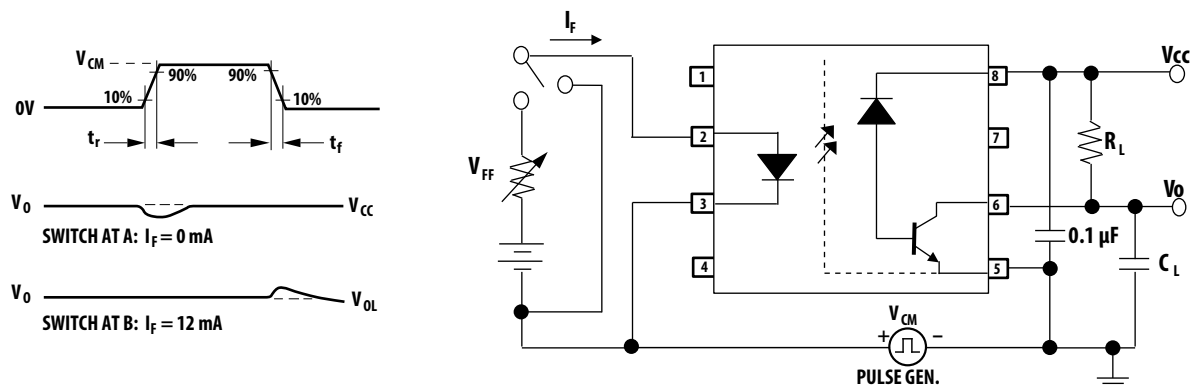 V_CM
90%
90%
10%
10%
0V
t_r
t_f
V_O
V_CC
SWITCH AT A: I_F = 0 mA
V_O
V_OL
SWITCH AT B: I_F = 12 mA
I_F
V_FF
1
2
3
4
8
7
6
5
Vcc
R_L
Vo
0.1 µF
C_L
V_CM
+
−
PULSE GEN.